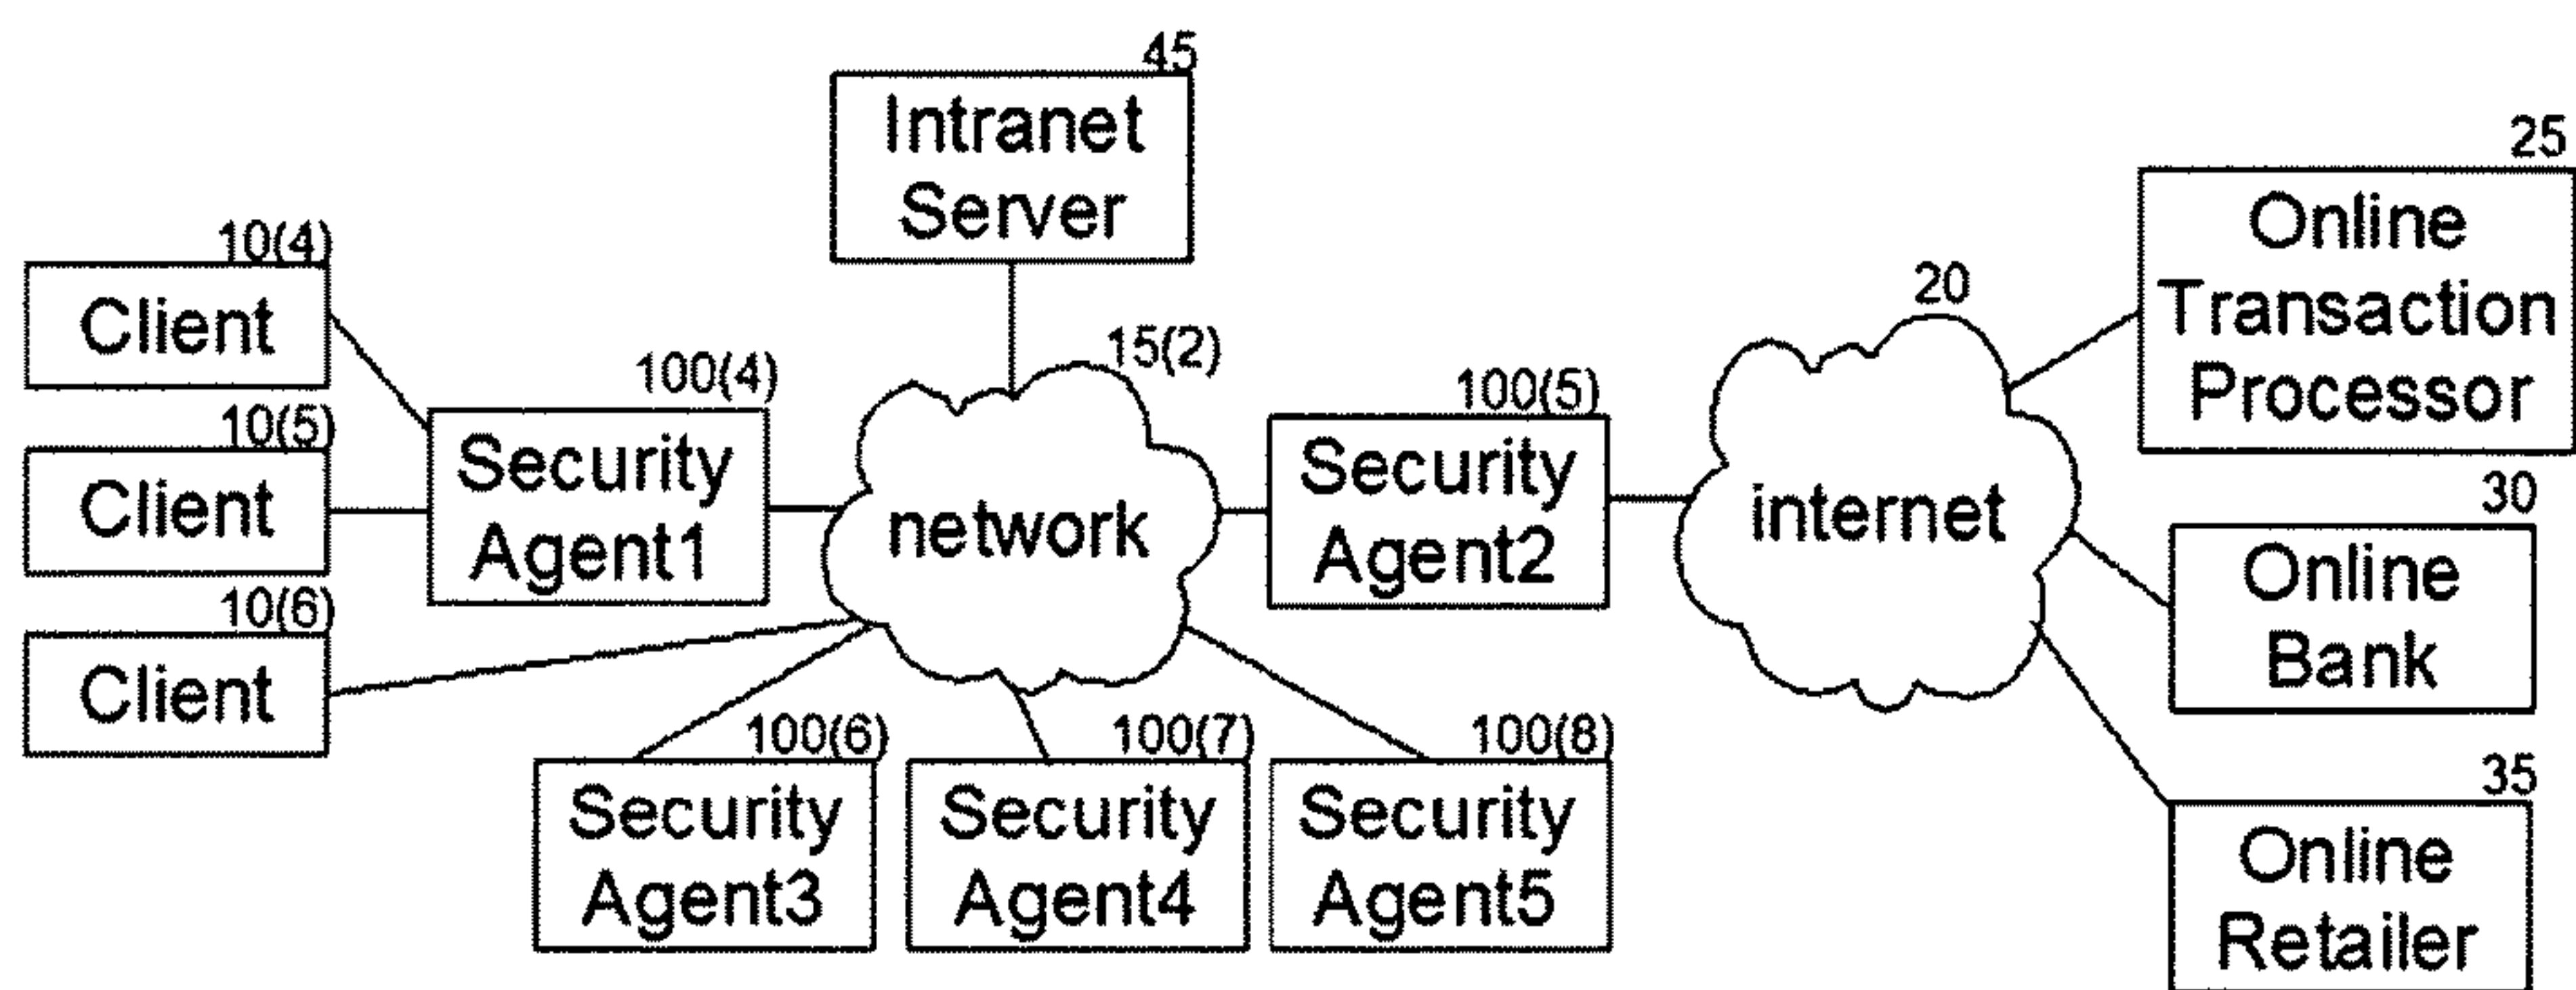 45
Intranet
Server
25
Online
Transaction
Processor
10(4)
Client
10(5)
Client
10(6)
Client
100(4)
Security
Agent1
15(2)
network
100(5)
Security
Agent2
20
internet
30
Online
Bank
35
Online
Retailer
100(6)
Security
Agent3
100(7)
Security
Agent4
100(8)
Security
Agent5